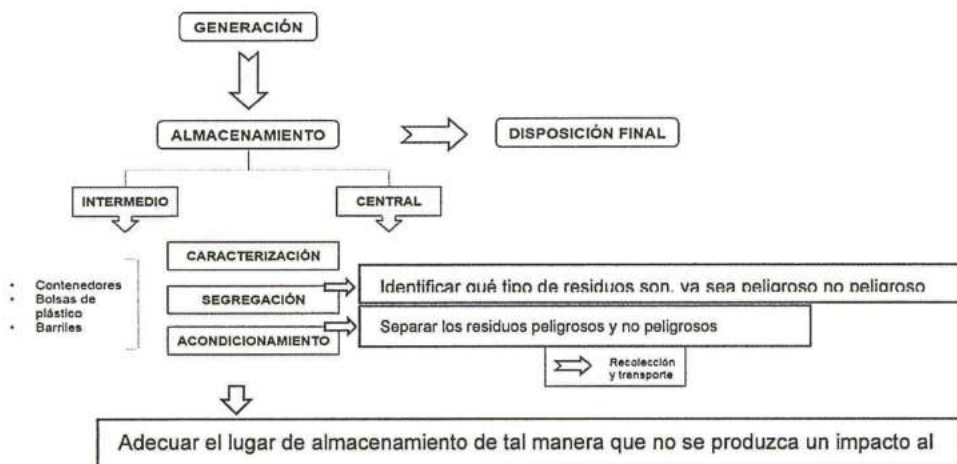 GENERACIÓN
ALMACENAMIENTO
DISPOSICIÓN FINAL
INTERMEDIO
CENTRAL
CARACTERIZACIÓN
• Contenedores
• Bolsas de
plástico
• Barriles
SEGREGACIÓN
Identificar qué tipo de residuos son, ya sea peligroso no peligroso
Separar los residuos peligrosos y no peligrosos
ACONDICIONAMIENTO
Recolección
y transporte
Adecuar el lugar de almacenamiento de tal manera que no se produzca un impacto al